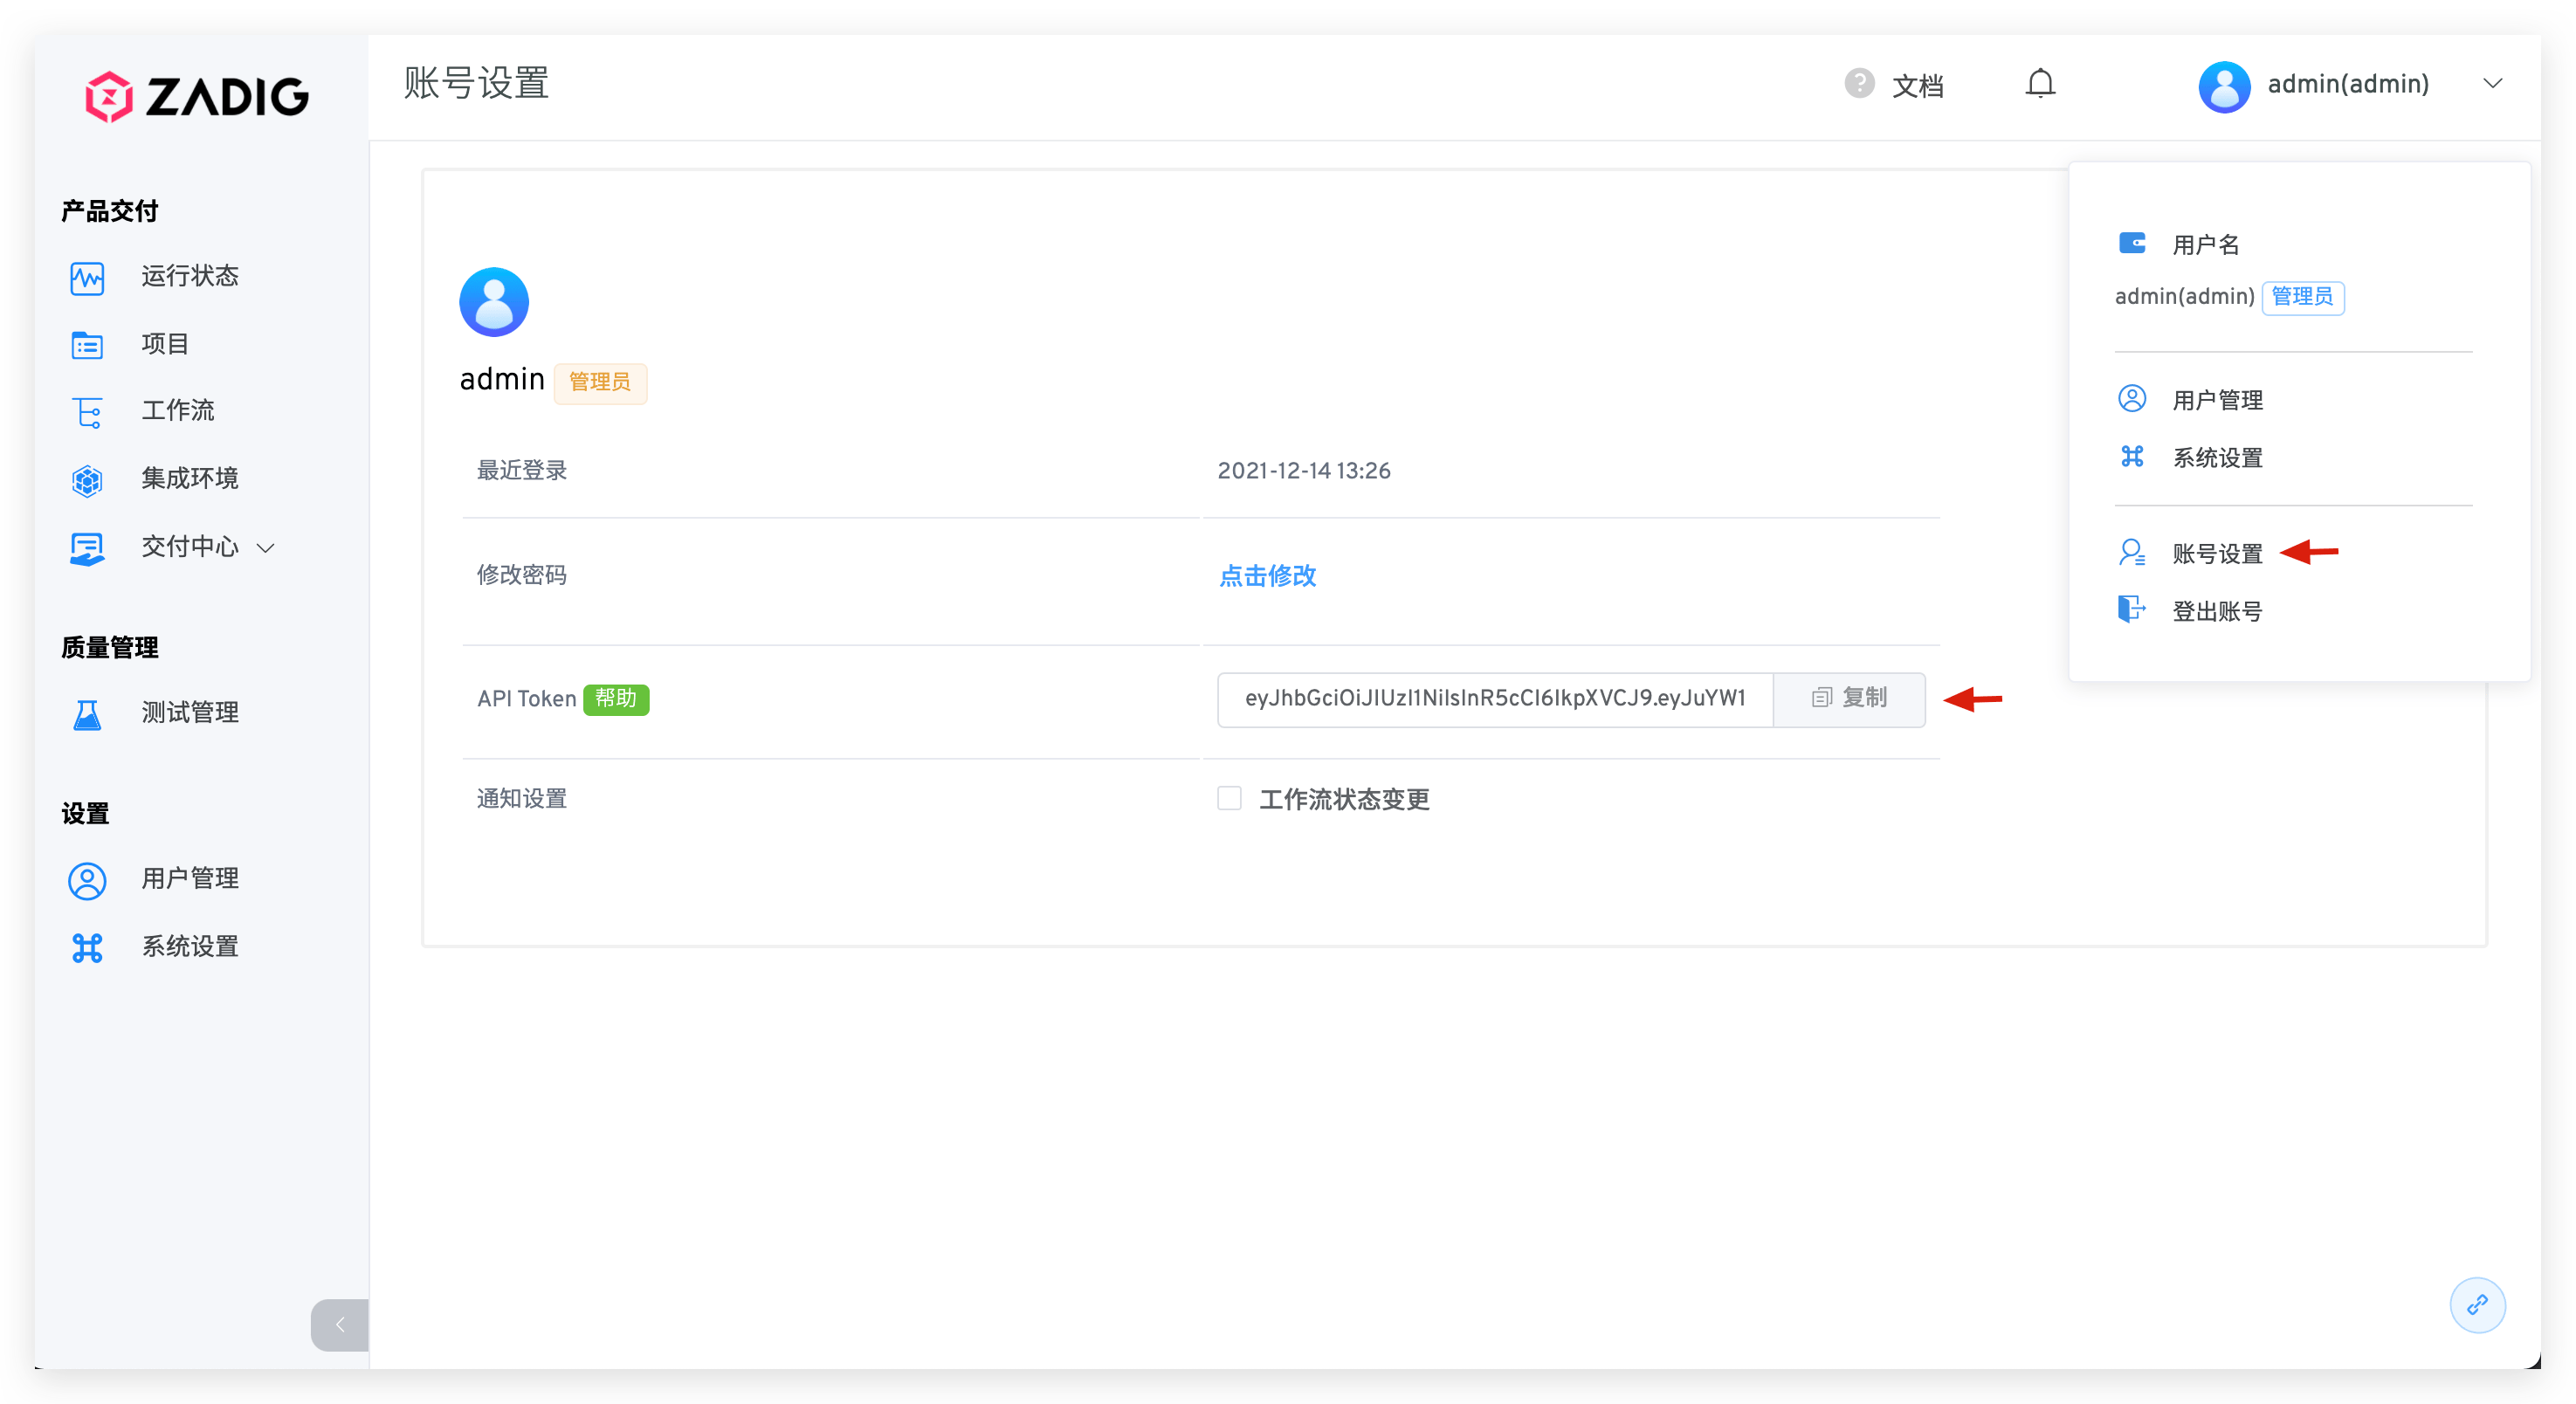 ZADIG
账号设置
? 文档
admin(admin)
产品交付
运行状态
项目
工作流
集成环境
交付中心
质量管理
测试管理
设置
用户管理
系统设置
admin 管理员
最近登录 2021-12-14 13:26
修改密码 点击修改
API Token 帮助 eyJhbGciOiJIUzI1NiIsInR5cCI6IkpXVCJ9.eyJuYW1 复制
通知设置 工作流状态变更
用户名
admin(admin) 管理员
用户管理
系统设置
账号设置
登出账号